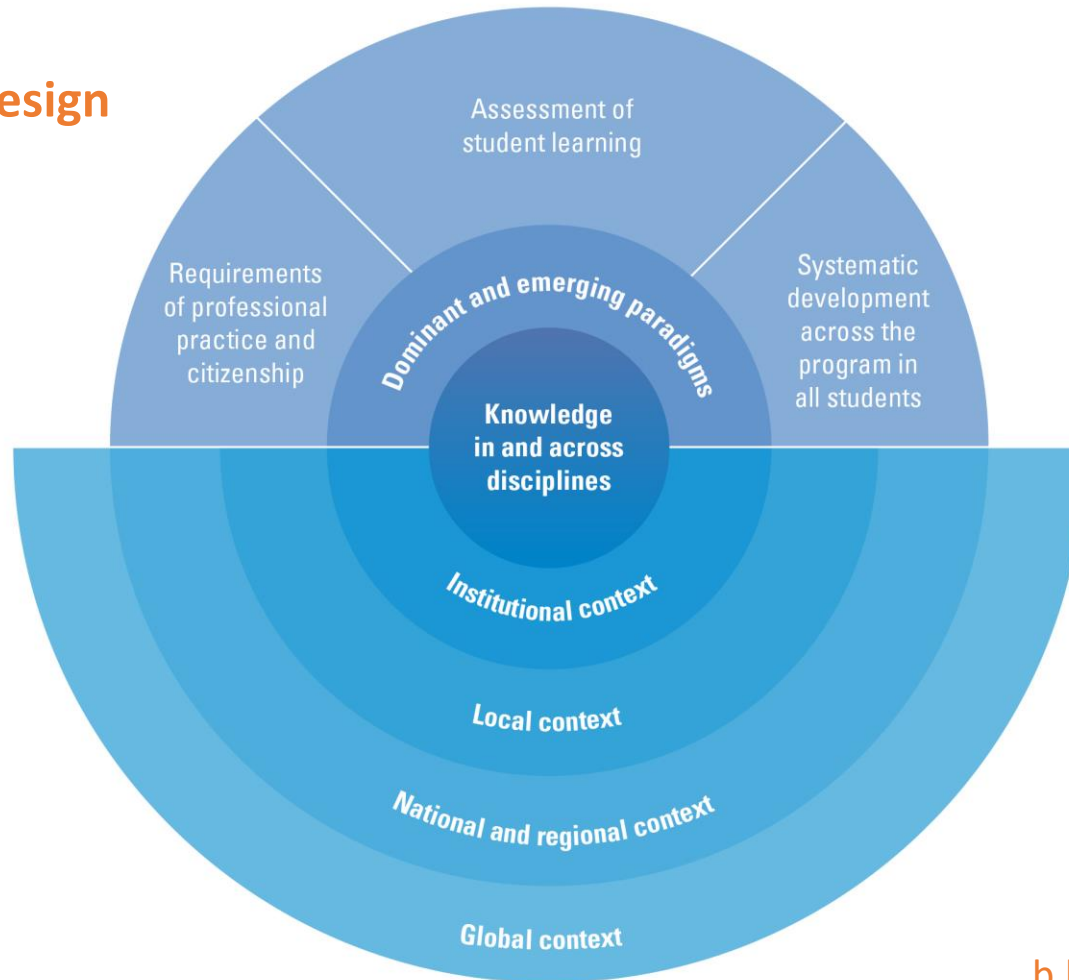 esign
Assessment of
student learning
Requirements
of professional
practice and
citizenship
Systematic
development
across the
program in
all students
Dominant and emerging paradigms
Knowledge
in and across
disciplines
Institutional context
Local context
National and regional context
Global context